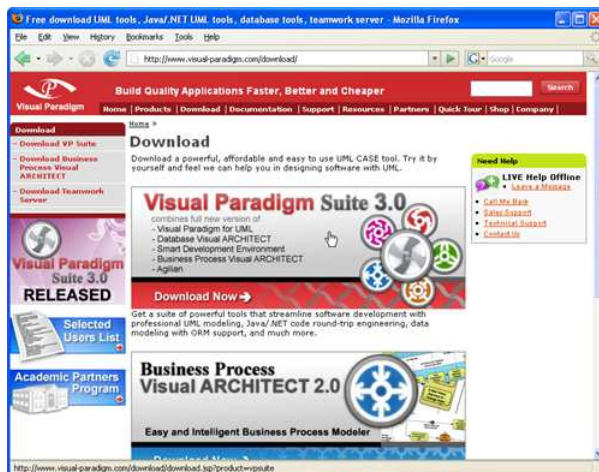 Free download UML tools, Java/.NET UML tools, database tools, teamwork server - Mozilla Firefox
File Edit View History Bookmarks Tools Help
http://www.visual-paradigm.com/download/
Google
Visual Paradigm
Build Quality Applications Faster, Better and Cheaper
Search
Home | Products | Download | Documentation | Support | Resources | Partners | Quick Tour | Shop | Company |
Download
Download VP Suite
Download Business
Process Visual
ARCHITECT
Download Teamwork
Server
Visual Paradigm
Suite 3.0
RELEASED
Selected
Users List
Academic Partners
Program
Home »
Download
Download a powerful, affordable and easy to use UML CASE tool. Try it by
yourself and feel we can help you in designing software with UML.
Visual Paradigm Suite 3.0
combines full new version of
- Visual Paradigm for UML
- Database Visual ARCHITECT
- Smart Development Environment
- Business Process Visual ARCHITECT
- Agilian
Download Now
Get a suite of powerful tools that streamline software development with
professional UML modeling, Java/.NET code round-trip engineering, data
modeling with ORM support, and much more.
Business Process
Visual ARCHITECT 2.0
Easy and Intelligent Business Process Modeler
Download Now
Need Help
LIVE Help Offline
Leave a Message
Call Me Back
Sales Support
Technical Support
Contact Us
http://www.visual-paradigm.com/download/download.jsp?product=vpsuite